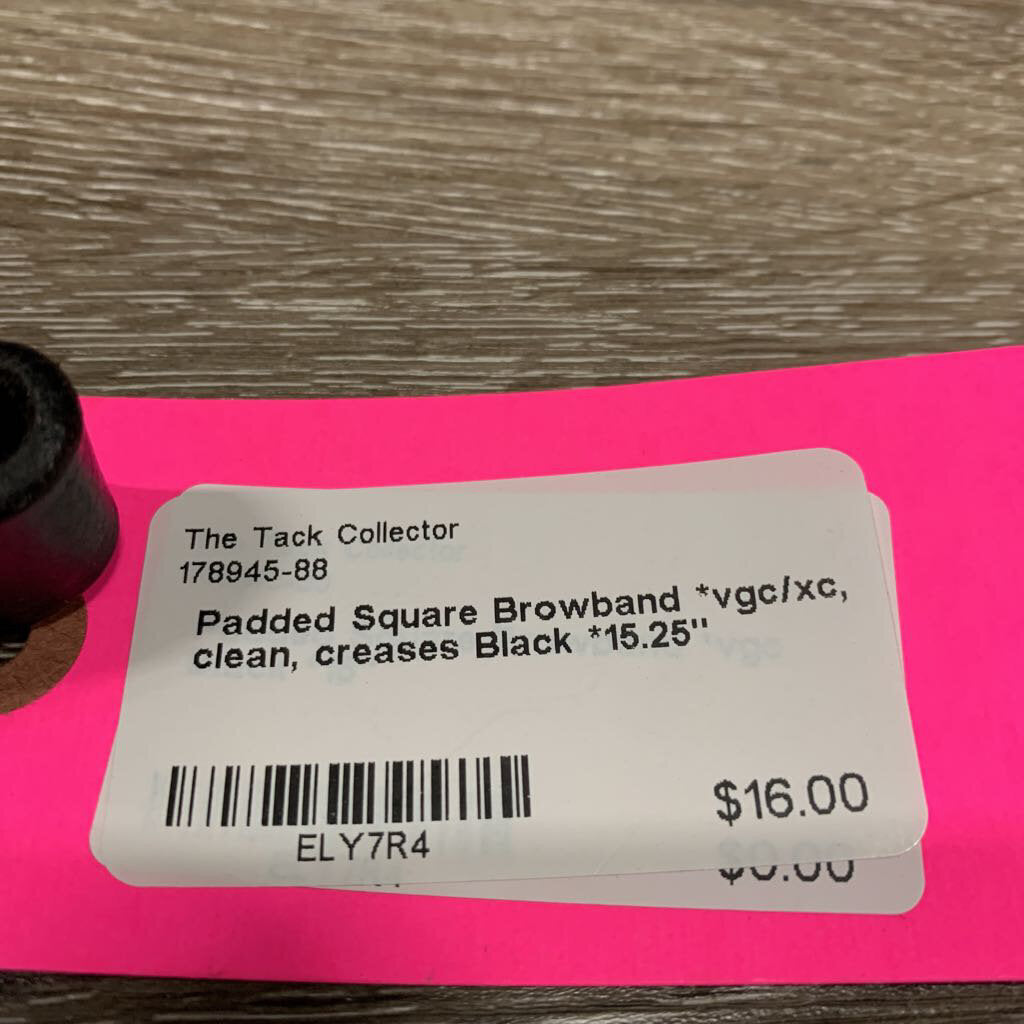 The Tack Collector
178945-88
Padded Square Browband *vgc/xc,
clean, creases Black *15.25"
$16.00
ELY7R4